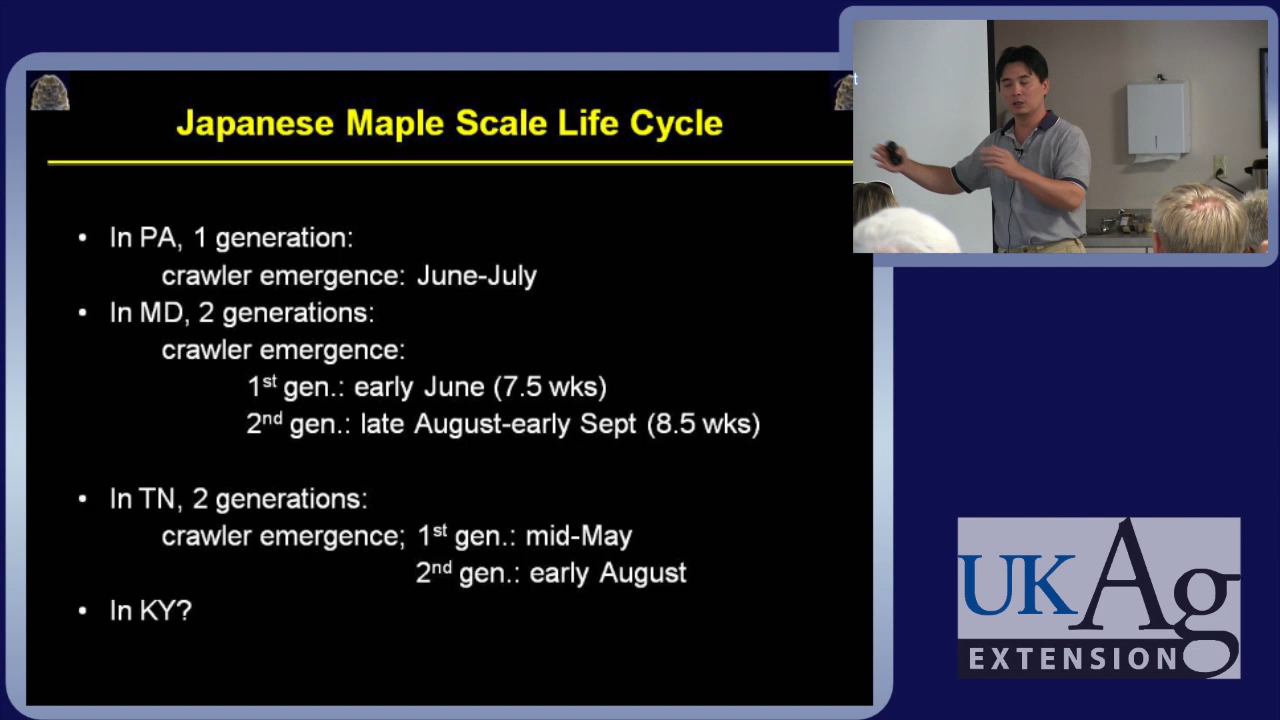 Japanese Maple Scale Life Cycle
• In PA, 1 generation:
crawler emergence: June-July
• In MD, 2 generations:
crawler emergence:
1st gen.: early June (7.5 wks)
2nd gen.: late August-early Sept (8.5 wks)
• In TN, 2 generations:
crawler emergence; 1st gen.: mid-May
2nd gen.: early August
• In KY?
t
UKAg
EXTENSION